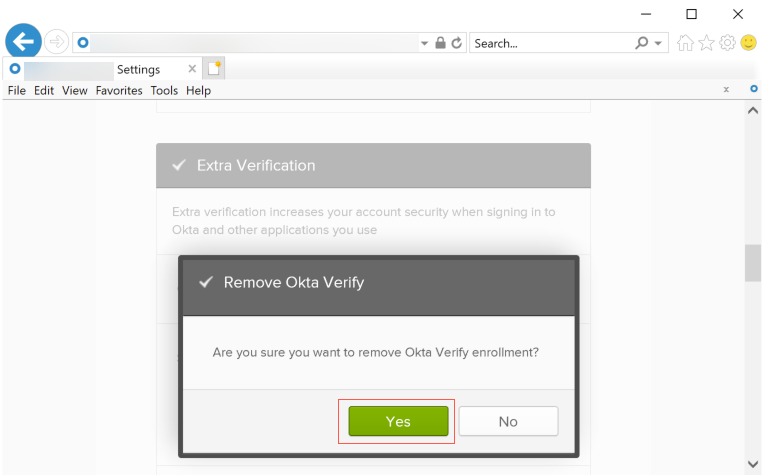 Search...
Settings
File Edit View Favorites Tools Help
Extra Verification
Extra verification increases your account security when signing in to
Okta and other applications you use
Remove Okta Verify
Are you sure you want to remove Okta Verify enrollment?
Yes No